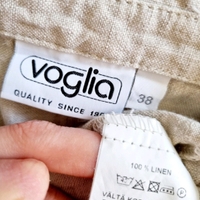 voglia
QUALITY SINCE
38
100 % LINEN
VÄLTÄ